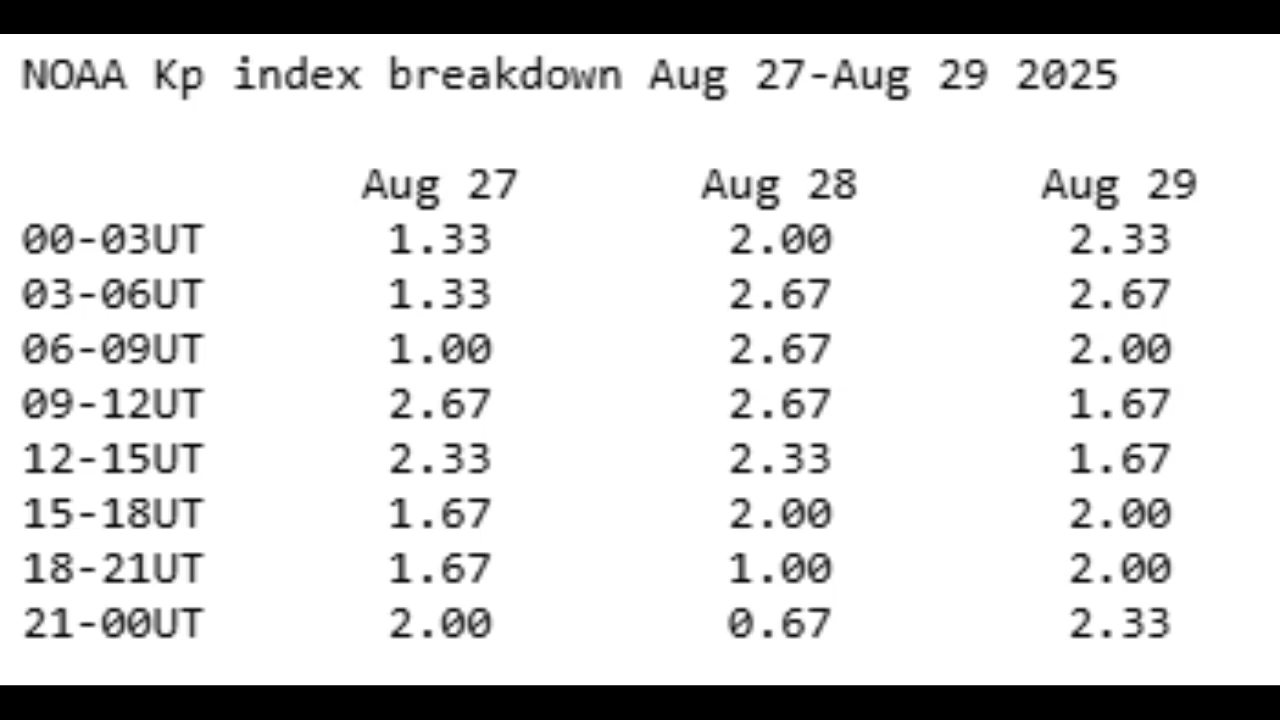 NOAA Kp index breakdown Aug 27-Aug 29 2025
Aug 27 Aug 28 Aug 29
00-03UT 1.33 2.00 2.33
03-06UT 1.33 2.67 2.67
06-09UT 1.00 2.67 2.00
09-12UT 2.67 2.67 1.67
12-15UT 2.33 2.33 1.67
15-18UT 1.67 2.00 2.00
18-21UT 1.67 1.00 2.00
21-00UT 2.00 0.67 2.33